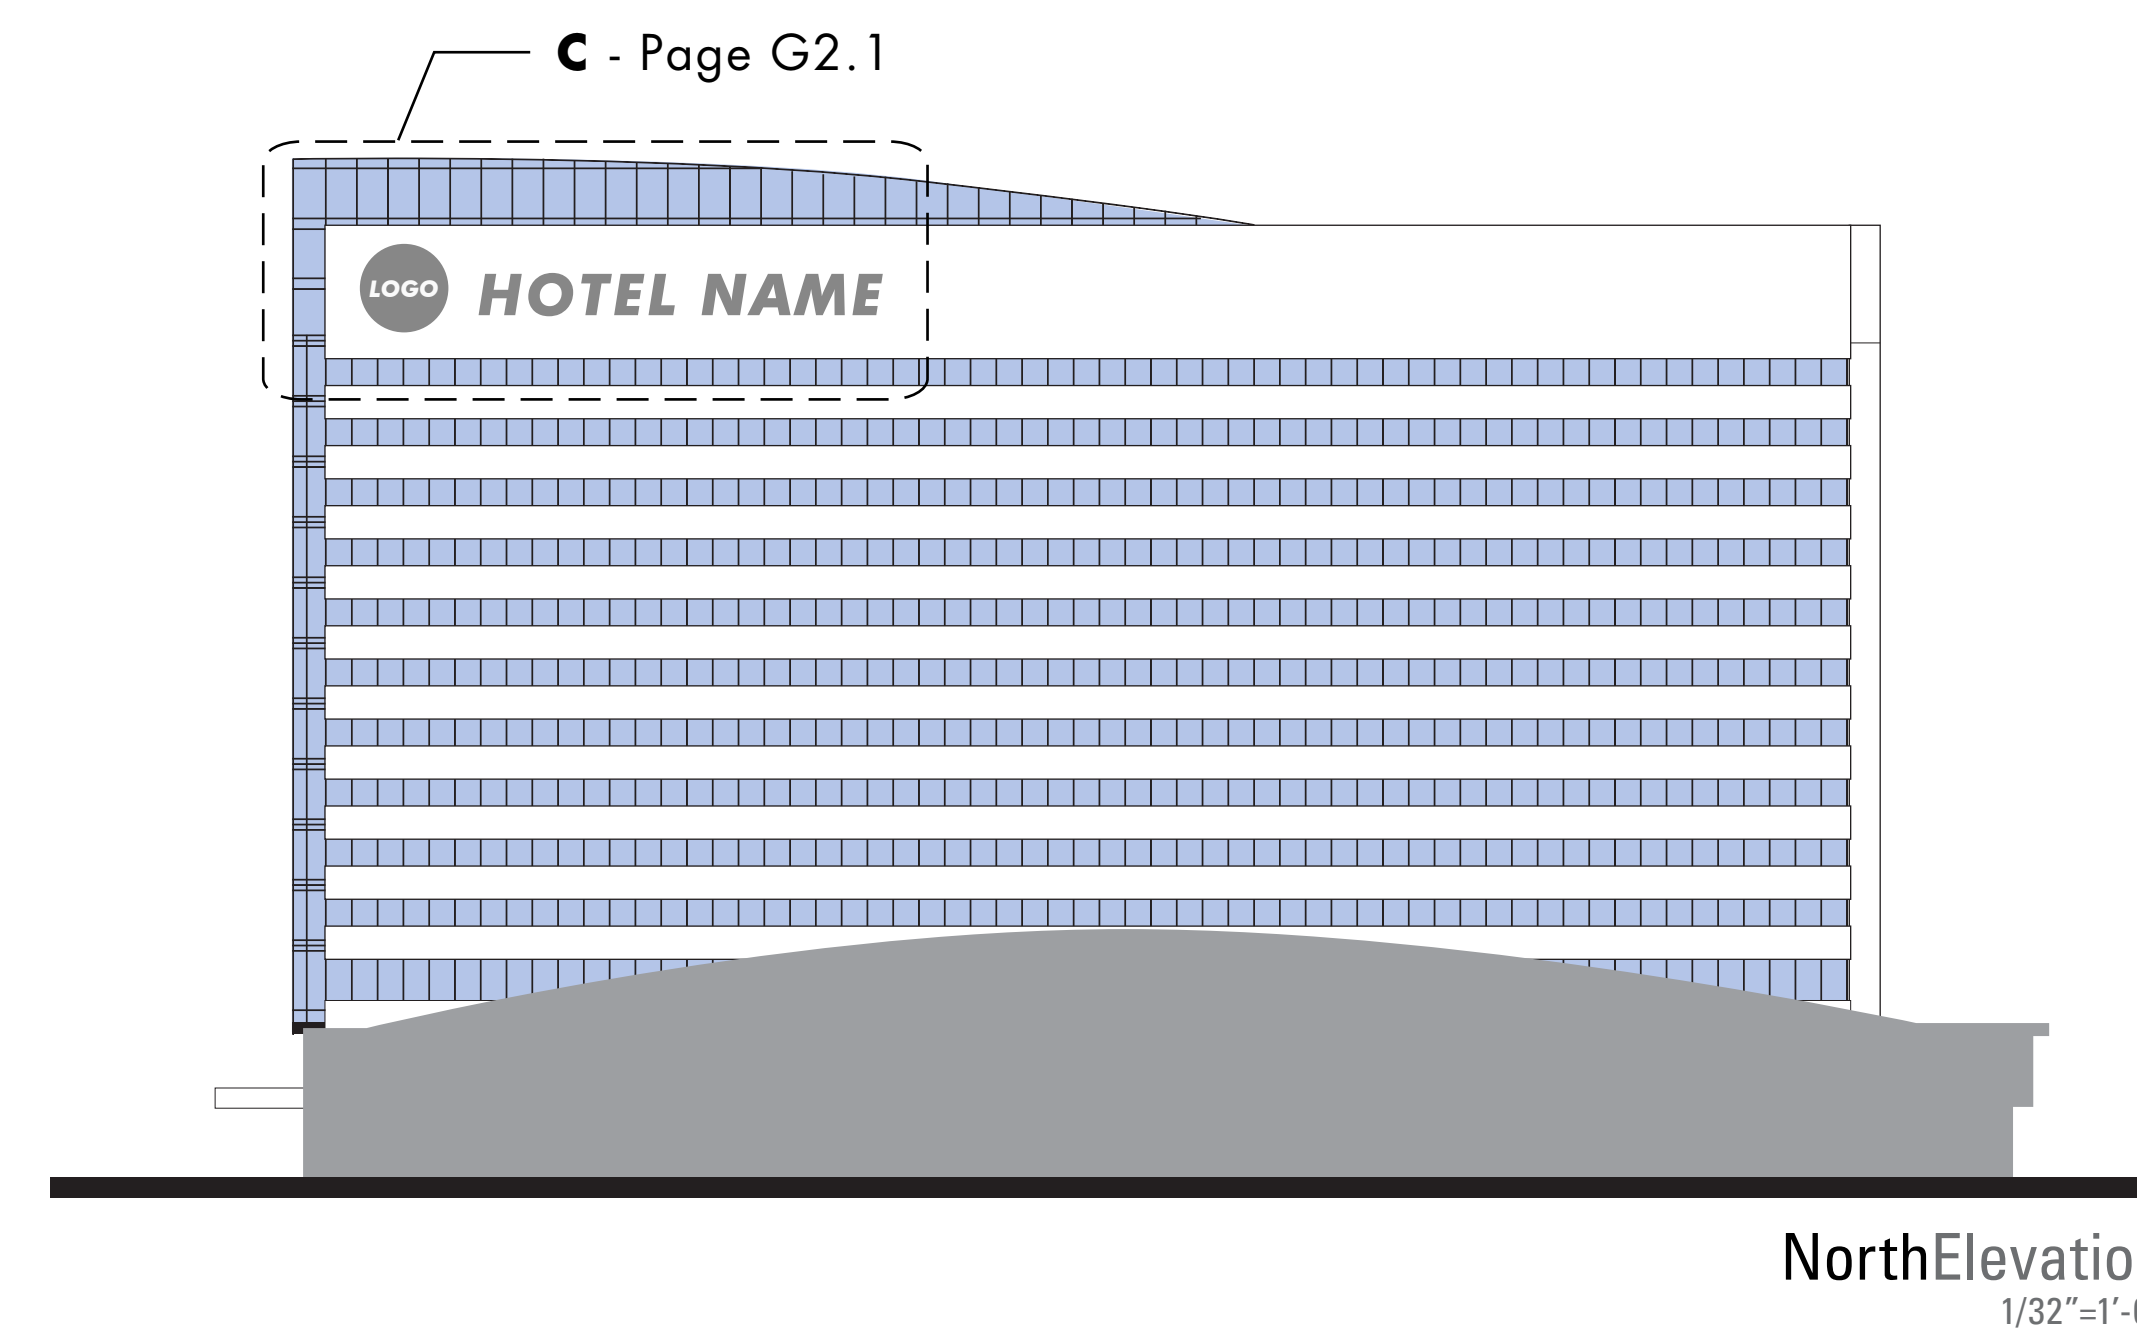 C - Page G2.1
LOGO
HOTEL NAME
NorthElevatio
1/32"=1'-